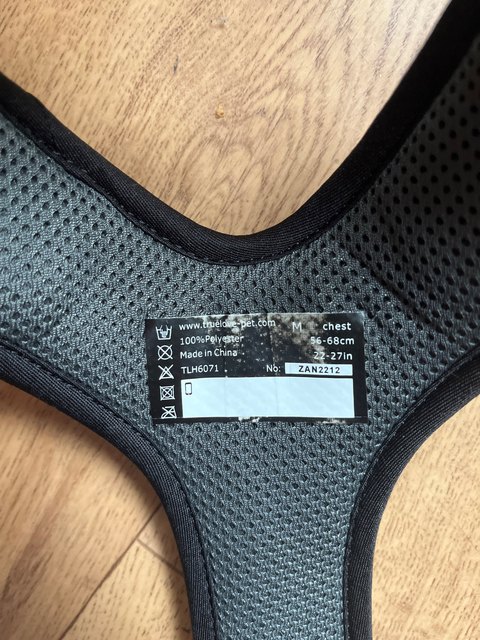 www.truelove-pet.com M chest
100%Polyester 56-68cm
Made in China 22-27in
TLH6071 No: ZAN2212